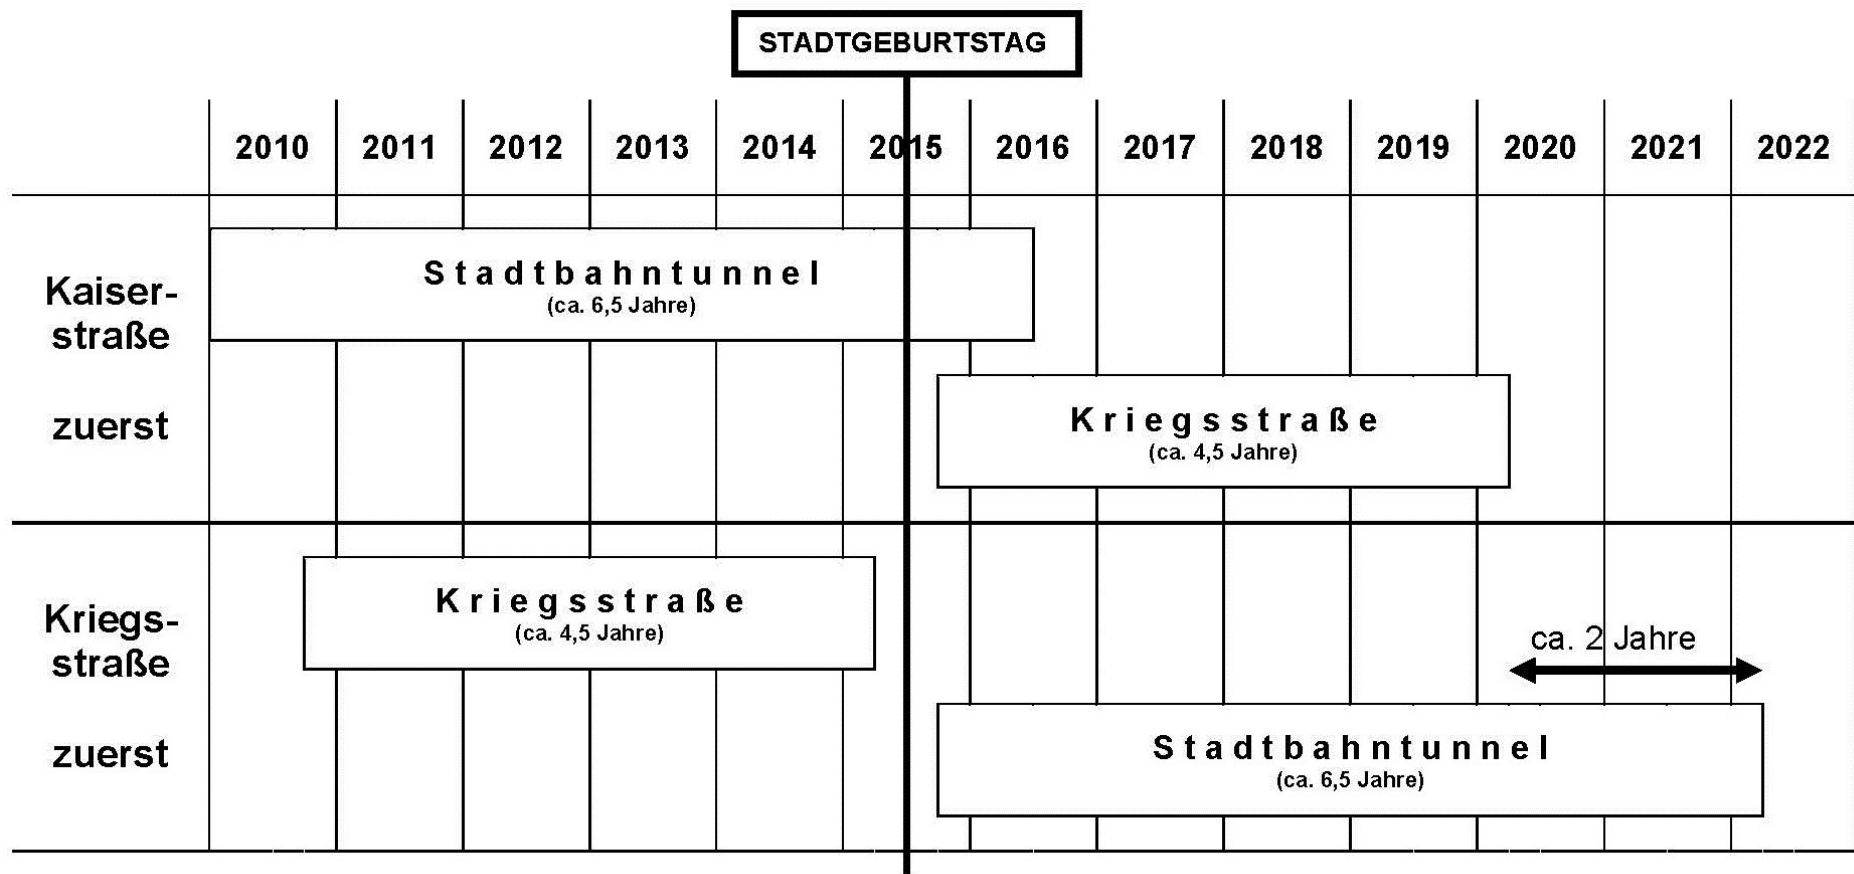 STADTGEBURTSTAG
2010 2011 2012 2013 2014 2015 2016 2017 2018 2019 2020 2021 2022
Kaiser-
straße
zuerst
Stadtbahntunnel
(ca. 6,5 Jahre)
Kriegsstraße
(ca. 4,5 Jahre)
Kriegs-
straße
zuerst
Kriegsstraße
(ca. 4,5 Jahre)
ca. 2 Jahre
Stadtbahntunnel
(ca. 6,5 Jahre)